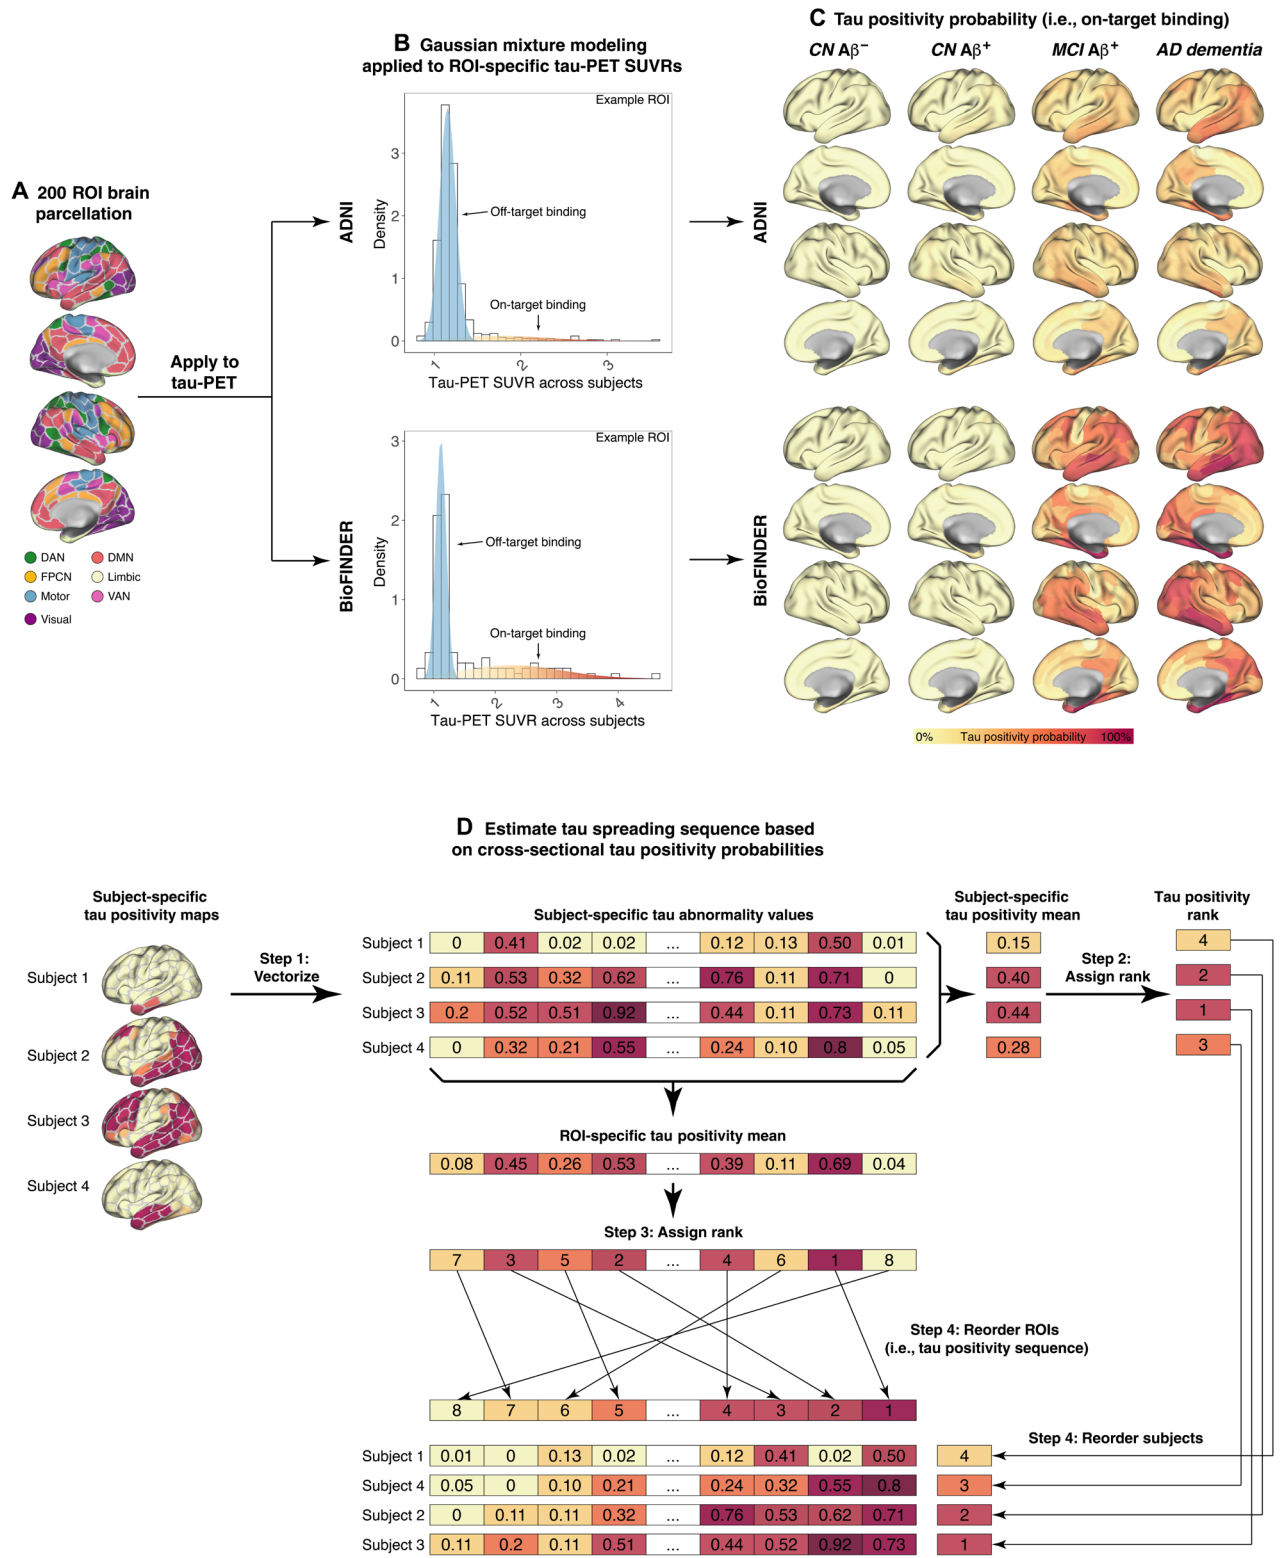 A 200 ROI brain
parcellation
DAN
DMN
FPCN
Limbic
Motor
VAN
Visual
Apply to
tau-PET
B Gaussian mixture modeling
applied to ROI-specific tau-PET SUVRs
ADNI
Example ROI
Density
3
2
1
0
Off-target binding
On-target binding
1 2 3
Tau-PET SUVR across subjects
BioFINDER
Example ROI
Density
3
2
1
0
Off-target binding
On-target binding
1 2 3 4
Tau-PET SUVR across subjects
C Tau positivity probability (i.e., on-target binding)
CN Aβ− CN Aβ+ MCI Aβ+ AD dementia
ADNI
BioFINDER
0% Tau positivity probability 100%
D Estimate tau spreading sequence based
on cross-sectional tau positivity probabilities
Subject-specific
tau positivity maps
Subject 1
Subject 2
Subject 3
Subject 4
Step 1:
Vectorize
Subject-specific tau abnormality values
Subject 1 0 0.41 0.02 0.02 ... 0.12 0.13 0.50 0.01
Subject 2 0.11 0.53 0.32 0.62 ... 0.76 0.11 0.71 0
Subject 3 0.2 0.52 0.51 0.92 ... 0.44 0.11 0.73 0.11
Subject 4 0 0.32 0.21 0.55 ... 0.24 0.10 0.8 0.05
Subject-specific
tau positivity mean
0.15
0.40
0.44
0.28
Step 2:
Assign rank
Tau positivity
rank
4
2
1
3
ROI-specific tau positivity mean
0.08 0.45 0.26 0.53 ... 0.39 0.11 0.69 0.04
Step 3: Assign rank
7 3 5 2 ... 4 6 1 8
Step 4: Reorder ROIs
(i.e., tau positivity sequence)
8 7 6 5 ... 4 3 2 1
Step 4: Reorder subjects
Subject 1 0.01 0 0.13 0.02 ... 0.12 0.41 0.02 0.50 4
Subject 4 0.05 0 0.10 0.21 ... 0.24 0.32 0.55 0.8 3
Subject 2 0 0.11 0.11 0.32 ... 0.76 0.53 0.62 0.71 2
Subject 3 0.11 0.2 0.11 0.51 ... 0.44 0.52 0.92 0.73 1